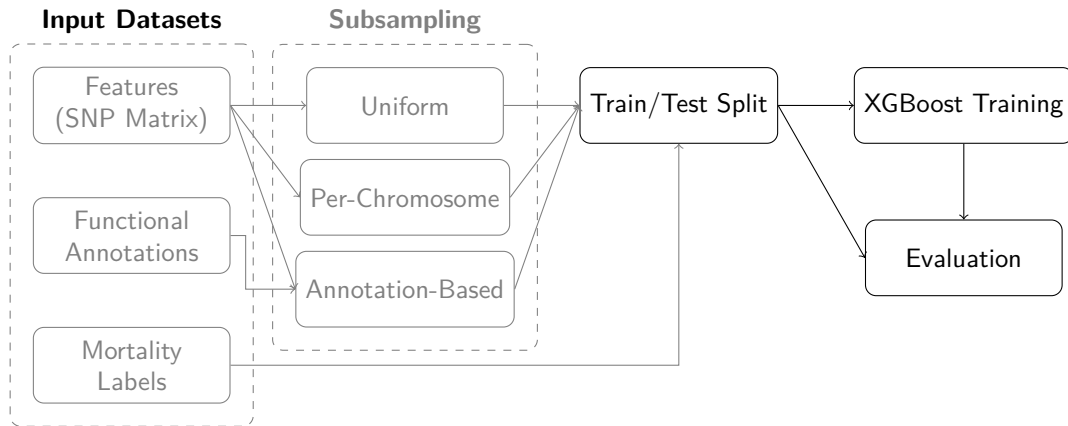 Input Datasets
Features
(SNP Matrix)
Functional
Annotations
Mortality
Labels
Subsampling
Uniform
Per-Chromosome
Annotation-Based
Train/Test Split
XGBoost Training
Evaluation